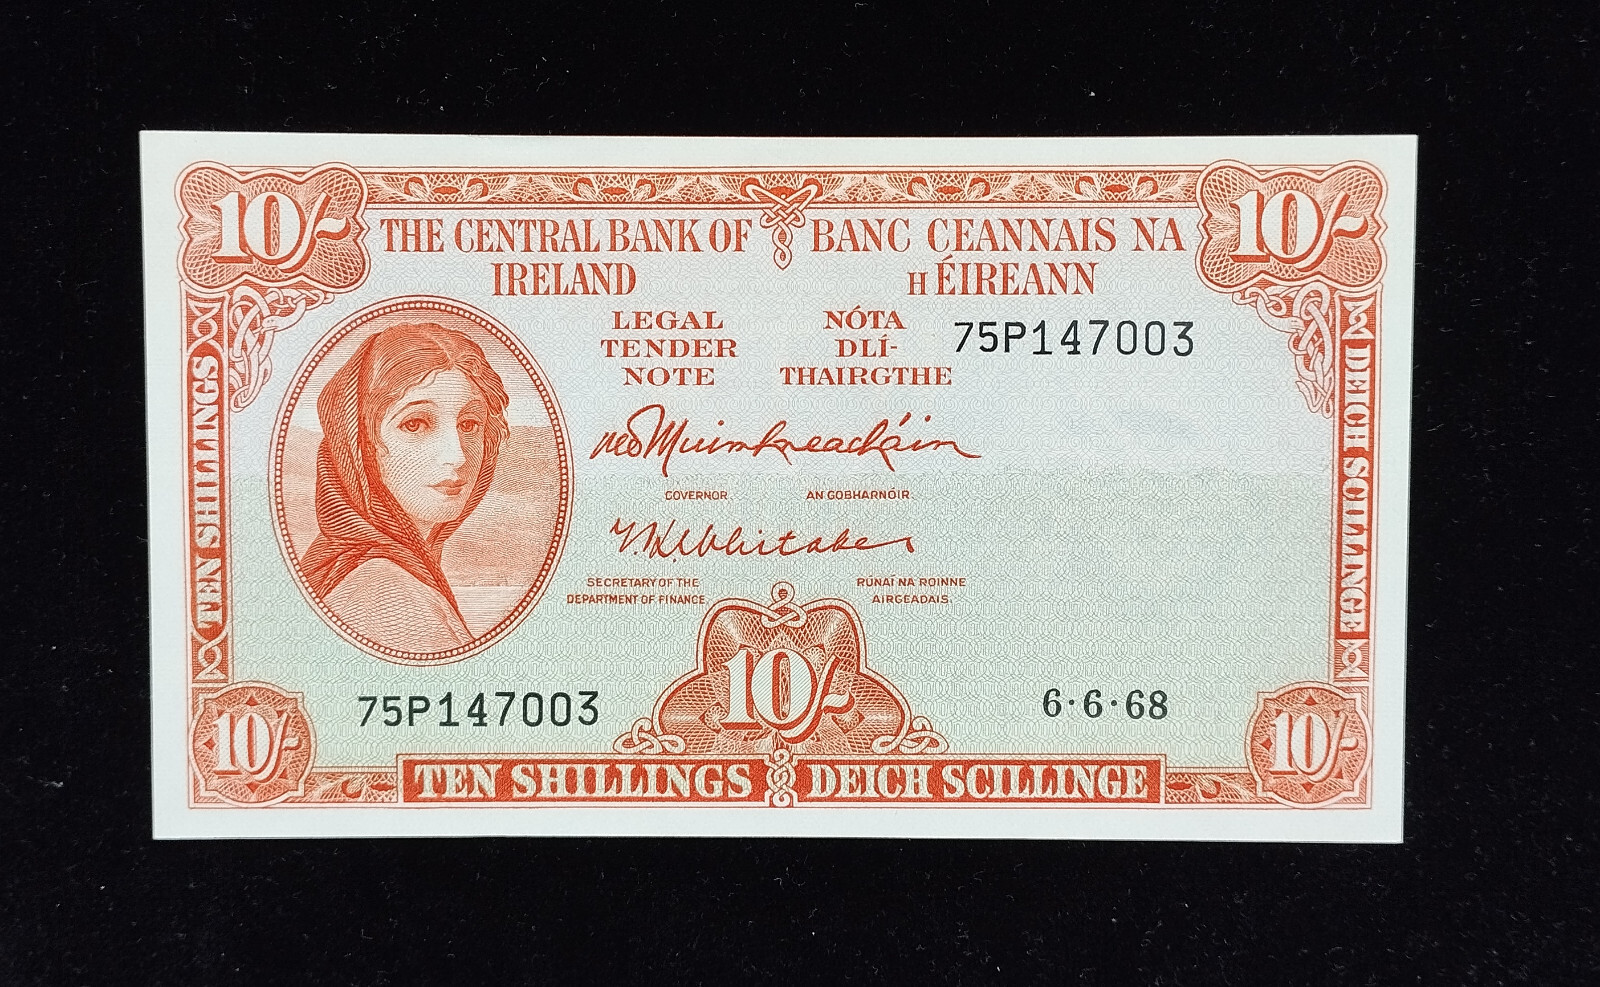 10/-
10/-
THE CENTRAL BANK OF
IRELAND
BANC CEANNAIS NA
H ÉIREANN
LEGAL
TENDER
NOTE
NÓTA
DLÍ-
THAIRGTHE
75P147003
TEN SHILLINGS
DEICH SCILLINGE
GOVERNOR.
AN GOBHARNÓIR.
T.K.Whitaker
SECRETARY OF THE
DEPARTMENT OF FINANCE
RÚNAÍ NA ROINNE
AIRGEADAIS.
75P147003
10/-
6·6·68
10/-
10/-
TEN SHILLINGS
DEICH SCILLINGE